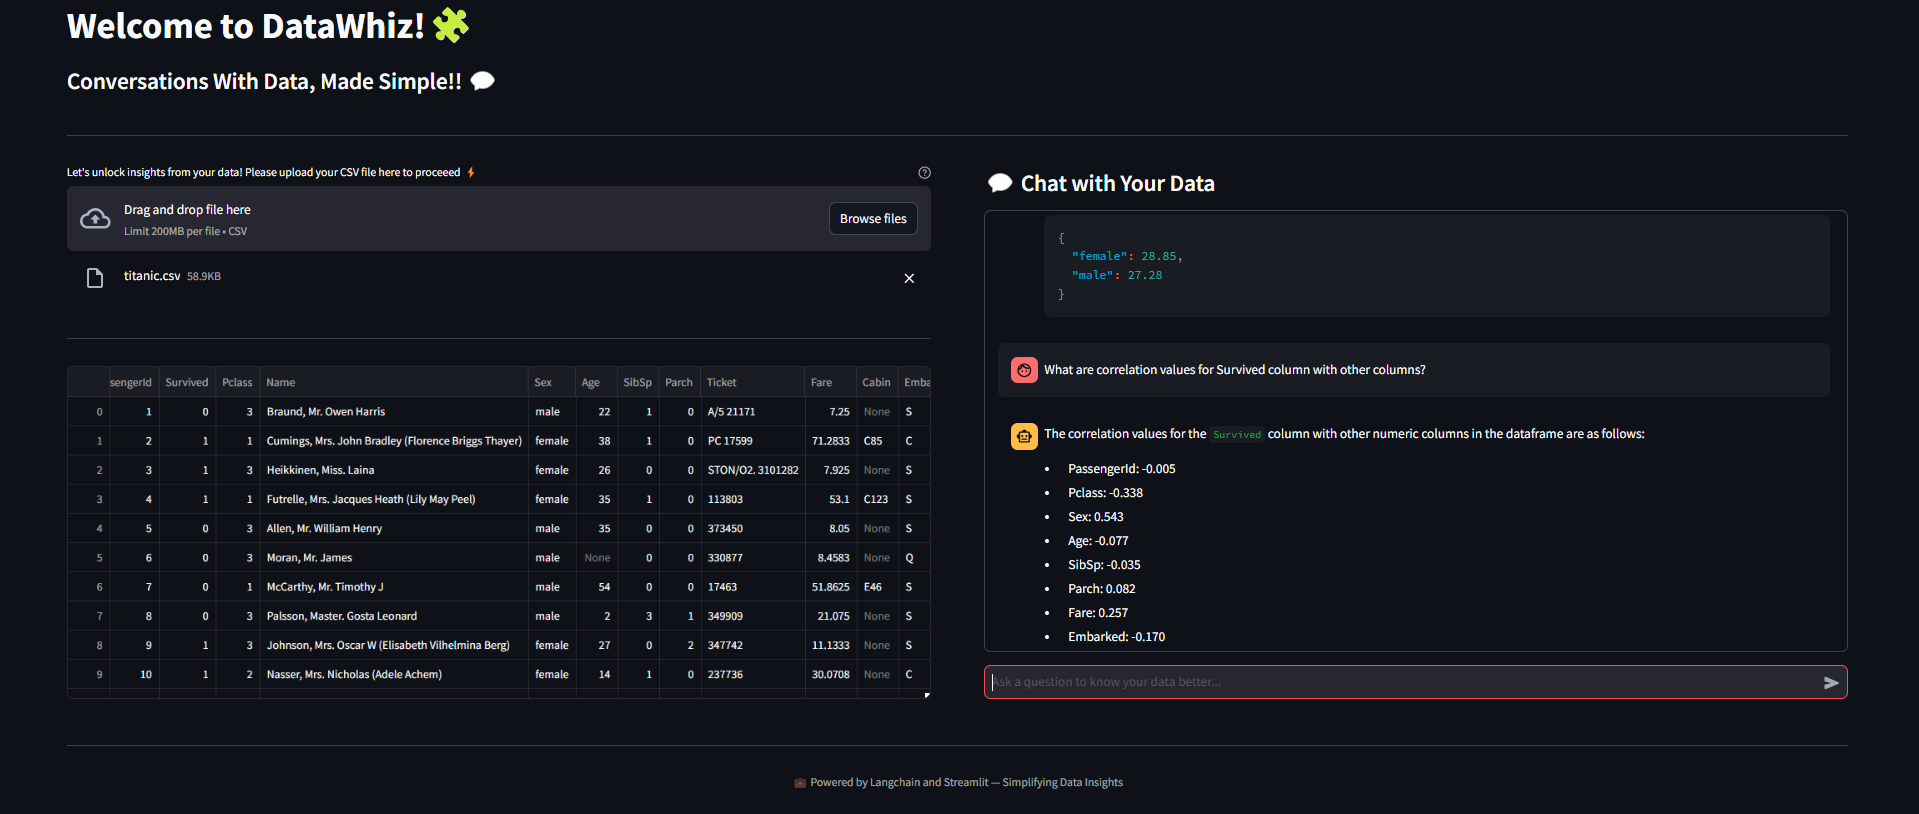 Welcome to DataWhiz!
Conversations With Data, Made Simple!!
Let's unlock insights from your data! Please upload your CSV file here to proceeed
Drag and drop file here
Limit 200MB per file • CSV
Browse files
titanic.csv 58.9KB
sengerId Survived Pclass Name Sex Age SibSp Parch Ticket Fare Cabin Emba
0 1 0 3 Braund, Mr. Owen Harris male 22 1 0 A/5 21171 7.25 None S
1 2 1 1 Cumings, Mrs. John Bradley (Florence Briggs Thayer) female 38 1 0 PC 17599 71.2833 C85 C
2 3 1 3 Heikkinen, Miss. Laina female 26 0 0 STON/O2. 3101282 7.925 None S
3 4 1 1 Futrelle, Mrs. Jacques Heath (Lily May Peel) female 35 1 0 113803 53.1 C123 S
4 5 0 3 Allen, Mr. William Henry male 35 0 0 373450 8.05 None S
5 6 0 3 Moran, Mr. James male None 0 0 330877 8.4583 None Q
6 7 0 1 McCarthy, Mr. Timothy J male 54 0 0 17463 51.8625 E46 S
7 8 0 3 Palsson, Master. Gosta Leonard male 2 3 1 349909 21.075 None S
8 9 1 3 Johnson, Mrs. Oscar W (Elisabeth Vilhelmina Berg) female 27 0 2 347742 11.1333 None S
9 10 1 2 Nasser, Mrs. Nicholas (Adele Achem) female 14 1 0 237736 30.0708 None C
Chat with Your Data
{
"female": 28.85,
"male": 27.28
}
What are correlation values for Survived column with other columns?
The correlation values for the Survived column with other numeric columns in the dataframe are as follows:
• PassengerId: -0.005
• Pclass: -0.338
• Sex: 0.543
• Age: -0.077
• SibSp: -0.035
• Parch: 0.082
• Fare: 0.257
• Embarked: -0.170
Ask a question to know your data better...
Powered by Langchain and Streamlit — Simplifying Data Insights